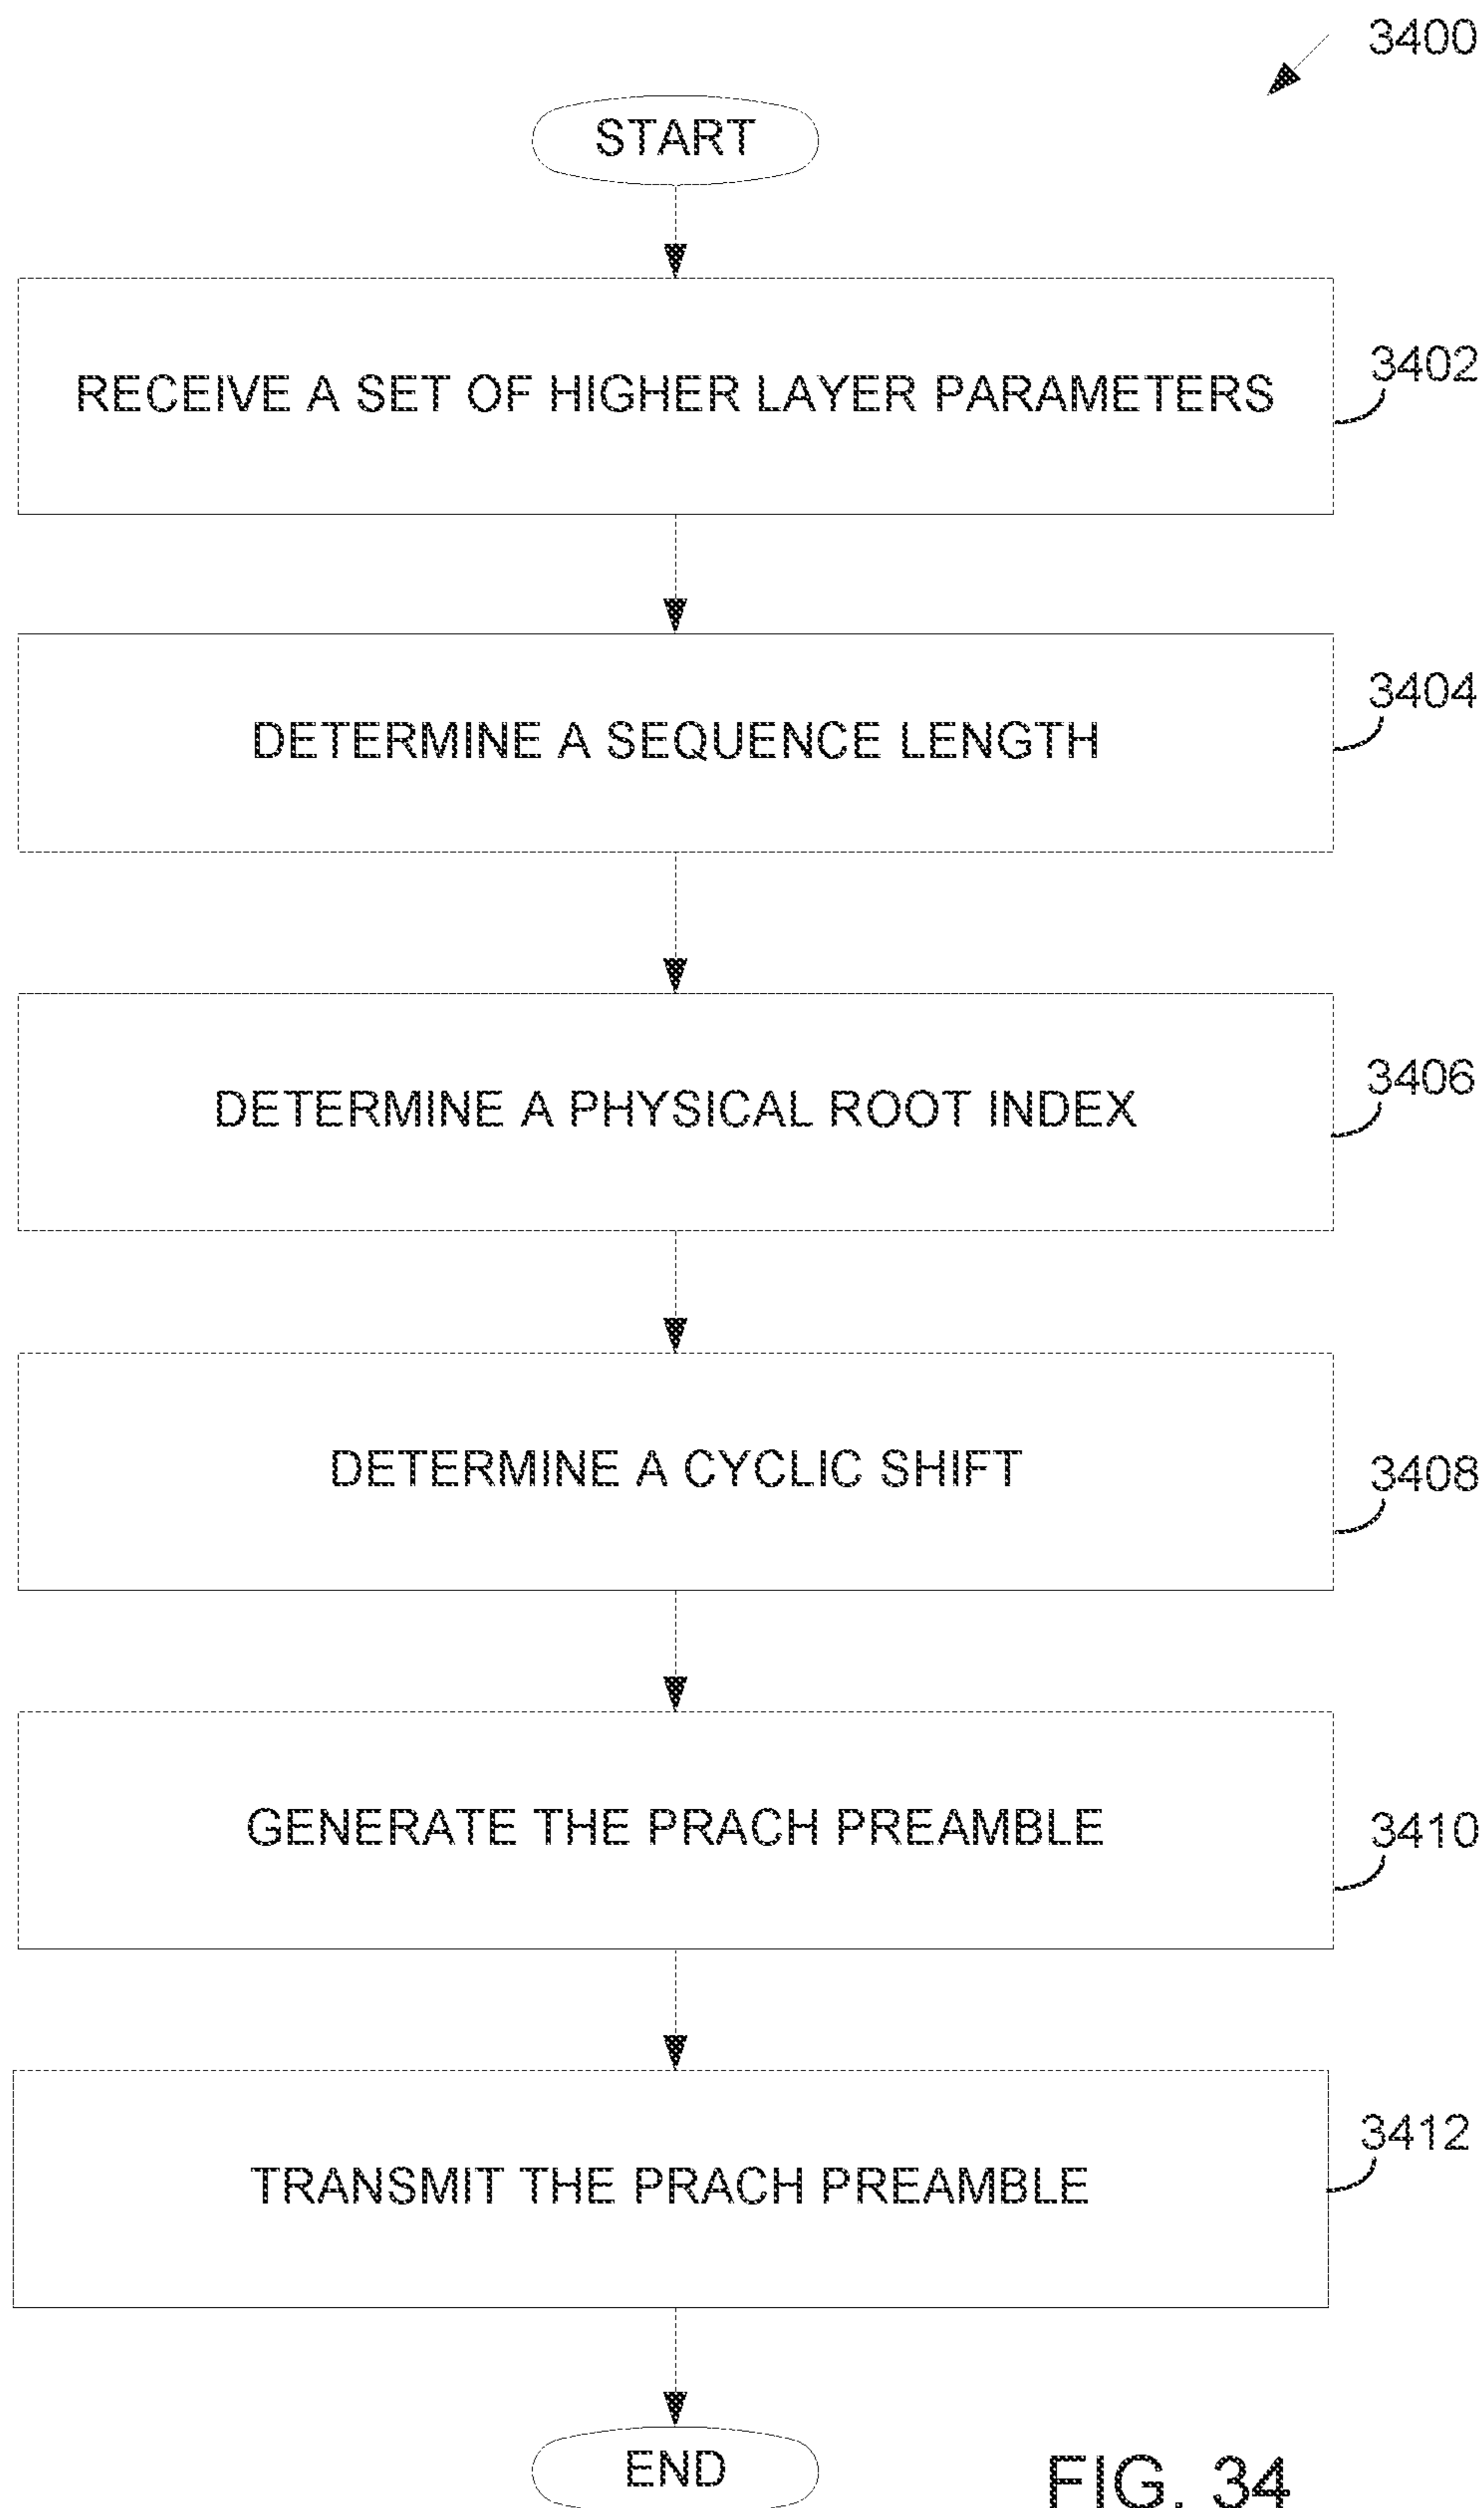 3400
START
RECEIVE A SET OF HIGHER LAYER PARAMETERS
3402
DETERMINE A SEQUENCE LENGTH
3404
DETERMINE A PHYSICAL ROOT INDEX
3406
DETERMINE A CYCLIC SHIFT
3408
GENERATE THE PRACH PREAMBLE
3410
TRANSMIT THE PRACH PREAMBLE
3412
END
FIG. 34